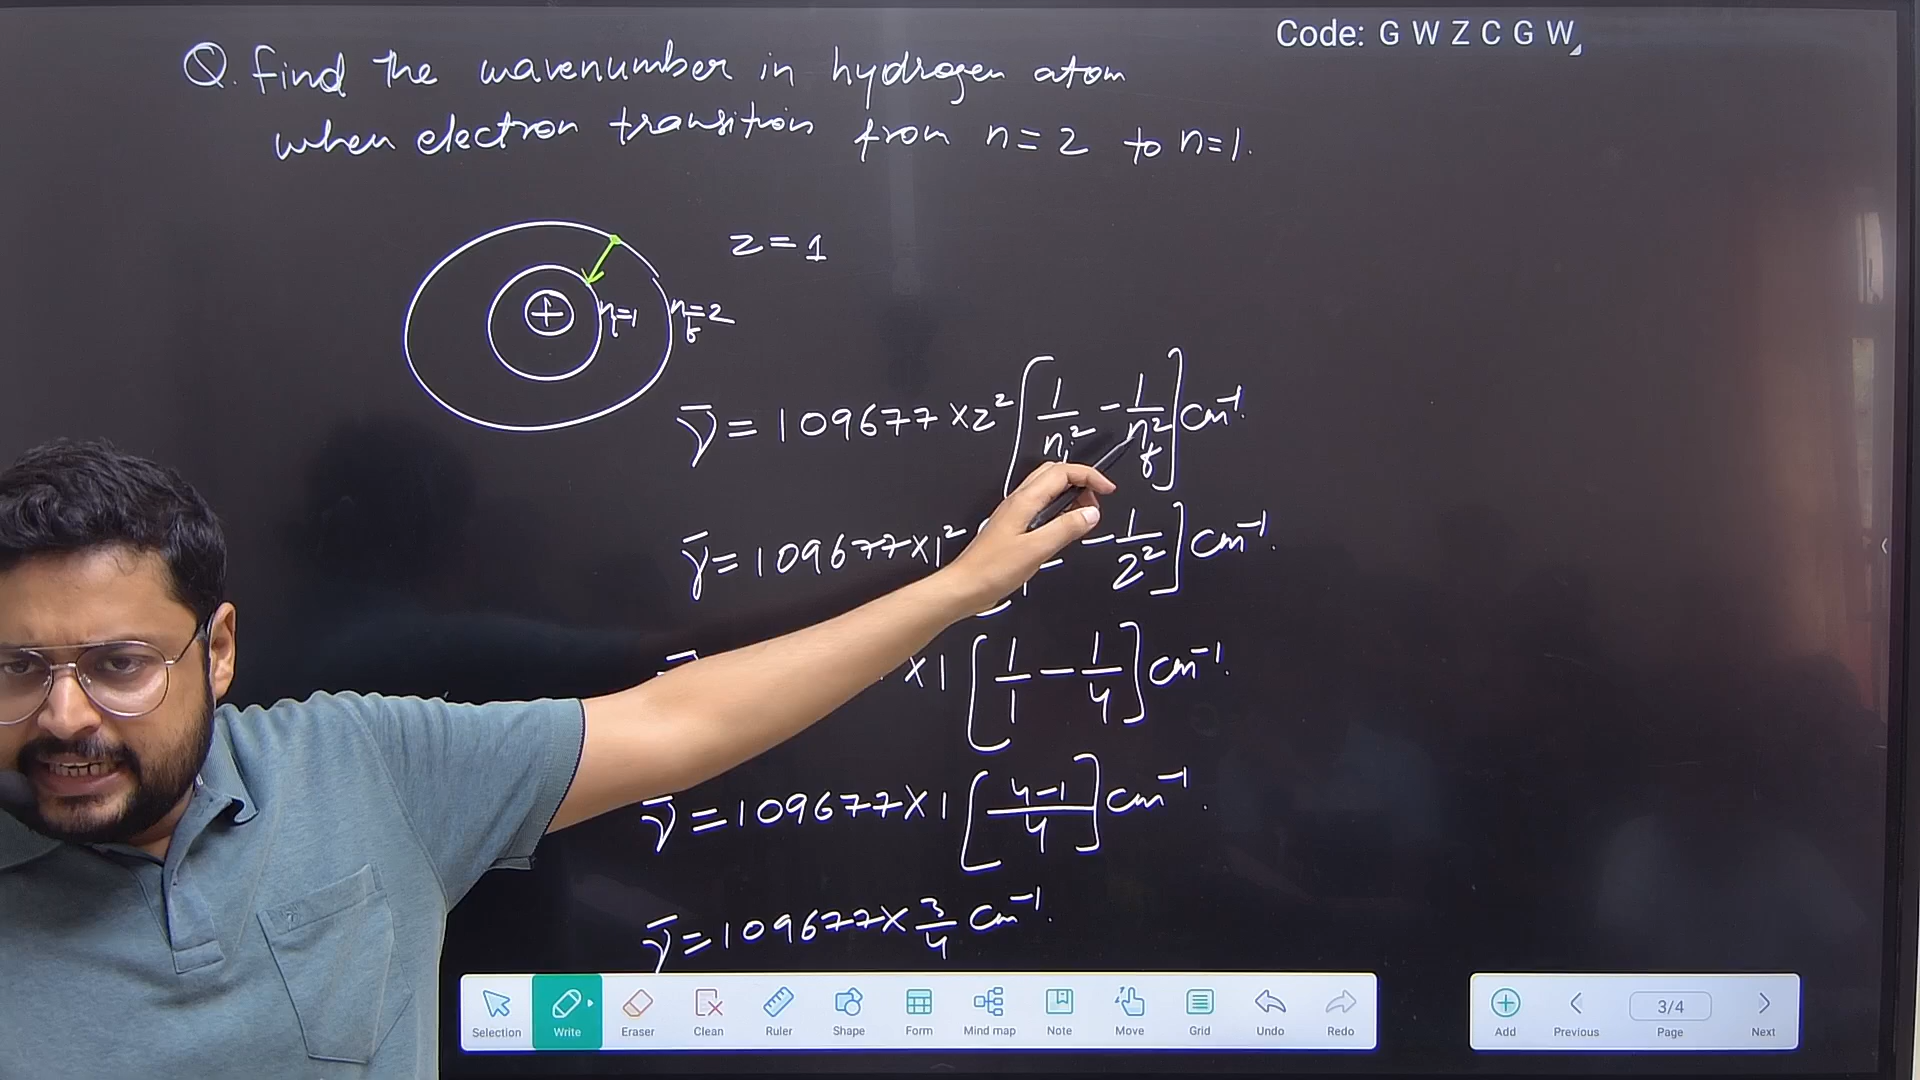 Code: G W Z C G W
Q. Find the wavenumber in hydrogen atom
when electron transition from n=2 to n=1.
z=1
+ n=1 n=2
ν̅ = 109677 × z² [1/nᵢ² - 1/n_f²] cm⁻¹.
ν̅ = 109677 × 1² - 1/2²] cm⁻¹.
× 1 [1/1 - 1/4] cm⁻¹.
ν̅ = 109677 × 1 [4-1/4] cm⁻¹.
ν̅ = 109677 × 3/4 cm⁻¹.
Selection Write Eraser Clean Ruler Shape Form Mind map Note Move Grid Undo Redo
3/4
Add Previous Page Next